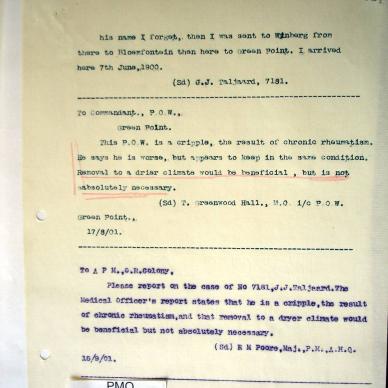 his name I forget, then I was sent to Wynberg from
there to Bloemfontein then here to Green Point. I arrived
here 7th June,1900.
(Sd) G.J. Taljaard, 7181.
To Commandant, P.O.W.,
Green Point.
This P.O.W. is a cripple, the result of chronic rheumatism.
He says he is worse, but appears to keep in the same condition.
Removal to a drier climate would be beneficial , but is not
absolutely necessary.
(Sd) T. Greenwood Hall., M.O. i/c P.O.W.
Green Point.,
17/8/01.
To A P M.,O.R.Colony.
Please report on the case of No 7181,J.J.Taljaard.The
Medical Officer's report states that he is a cripple,the result
of chronic rheumatism,and that removal to a dryer climate would
be beneficial but not absolutely necessary.
(Sd) R M Poore,Maj.,P.M.,A.H.Q.
15/9/01.
PMO